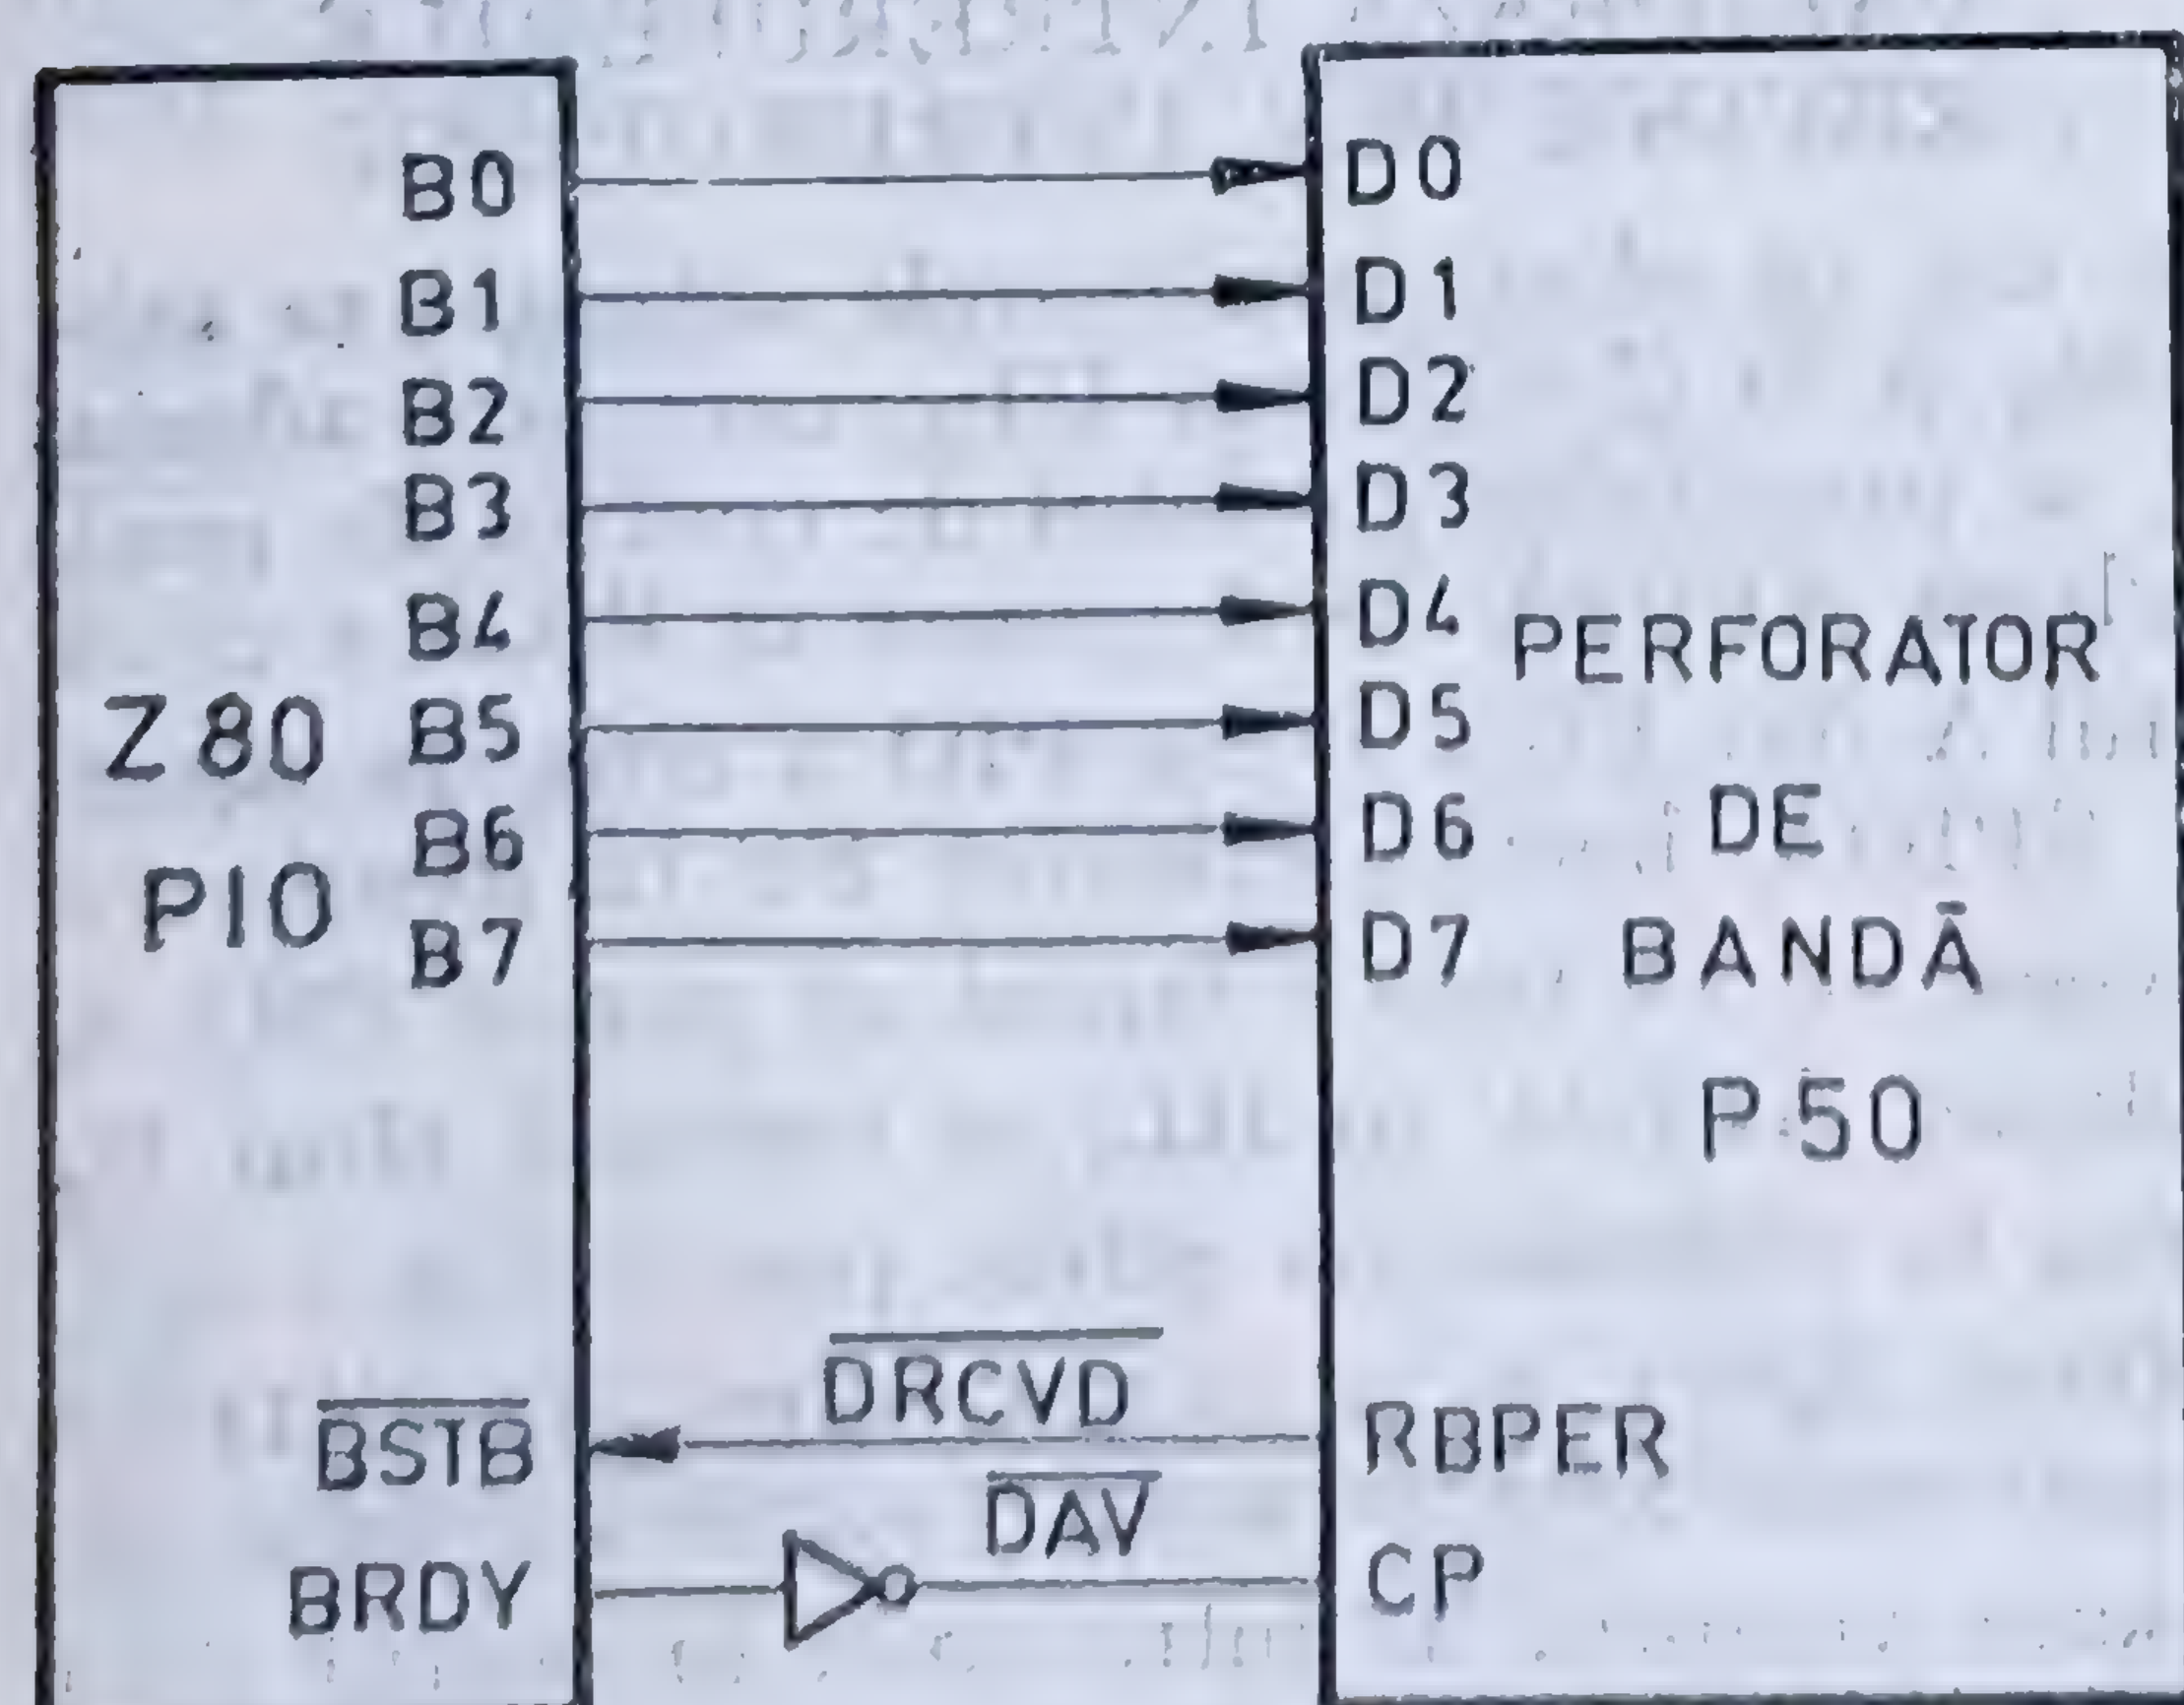 B0 D0
B1 D1
B2 D2
B3 D3
B4 D4
Z80 B5 D5 PERFORATOR
PIO B6 D6 DE
B7 D7 BANDĂ
P50
DRCVD
BSTB RBPER
DAV
BRDY CP